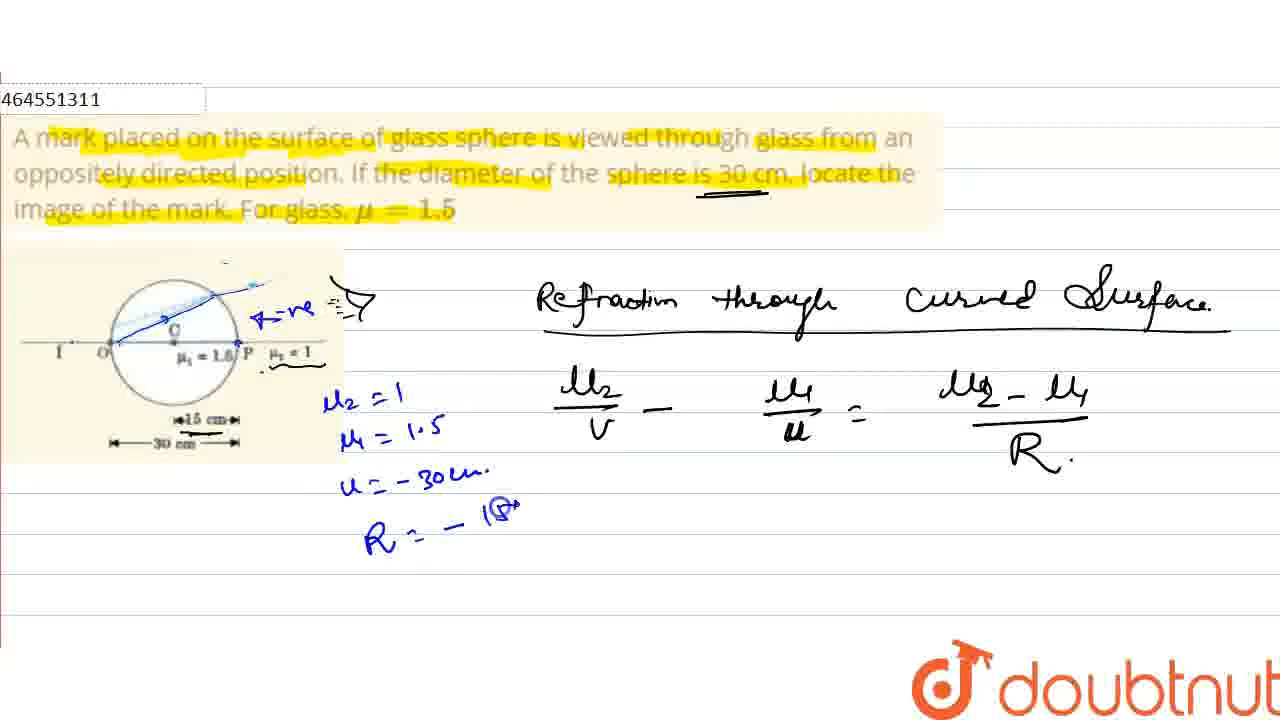 464551311
A mark placed on the surface of glass sphere is viewed through glass from an
oppositely directed position. If the diameter of the sphere is 30 cm, locate the
image of the mark. For glass, μ = 1.5
Refraction through curved Surface.
μ2/v - μ1/u = μ2 - μ1/R.
-ve
C
I O μ1 = 1.5 P μ2 = 1
15 cm
30 cm
μ2 = 1
μ1 = 1.5
u = - 30 cm.
R = - 15
doubtnut